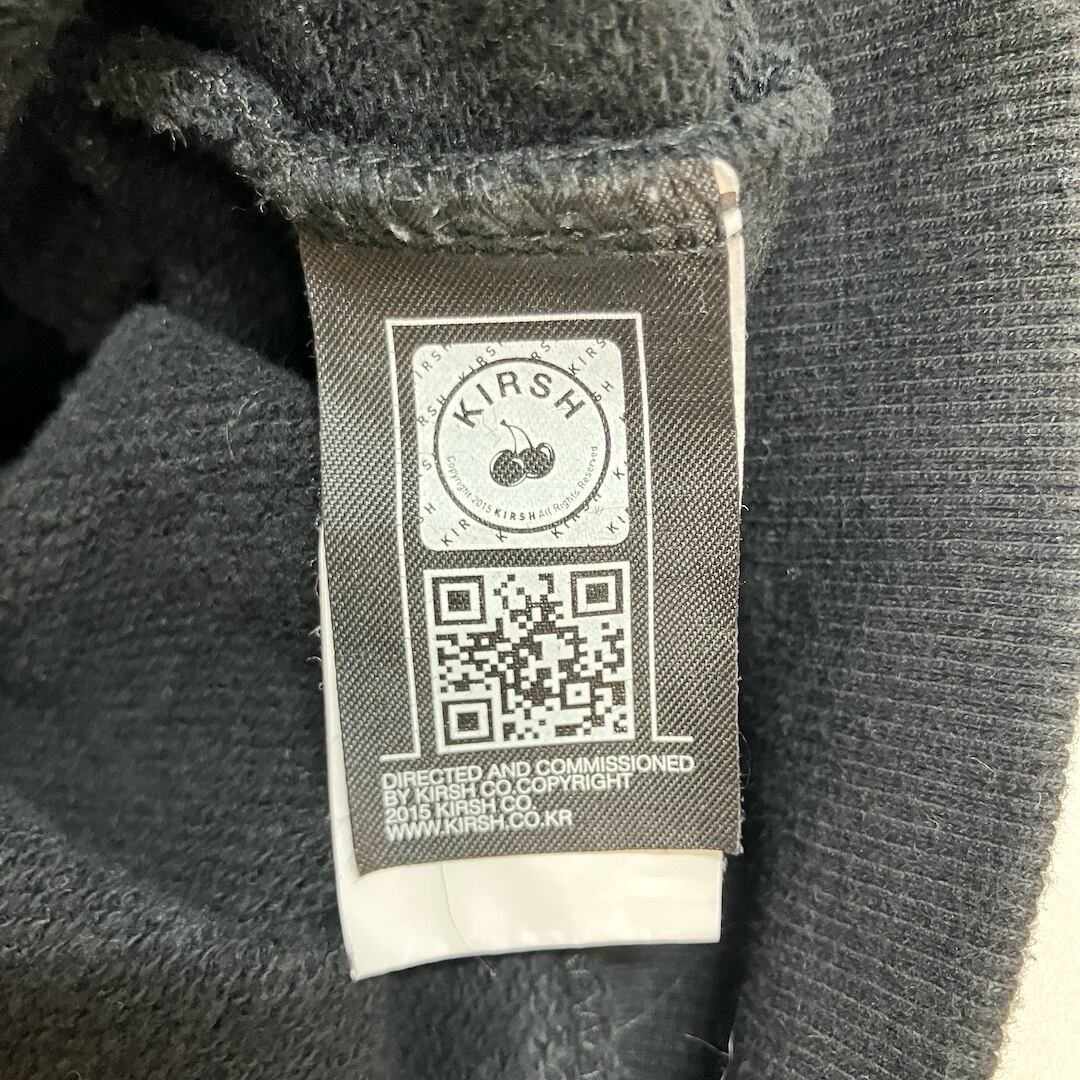 KIRSH
Copyright 2015 KIRSH All Rights Reserved
DIRECTED AND COMMISSIONED
BY KIRSH CO.COPYRIGHT
2015 KIRSH CO.
WWW.KIRSH.CO.KR